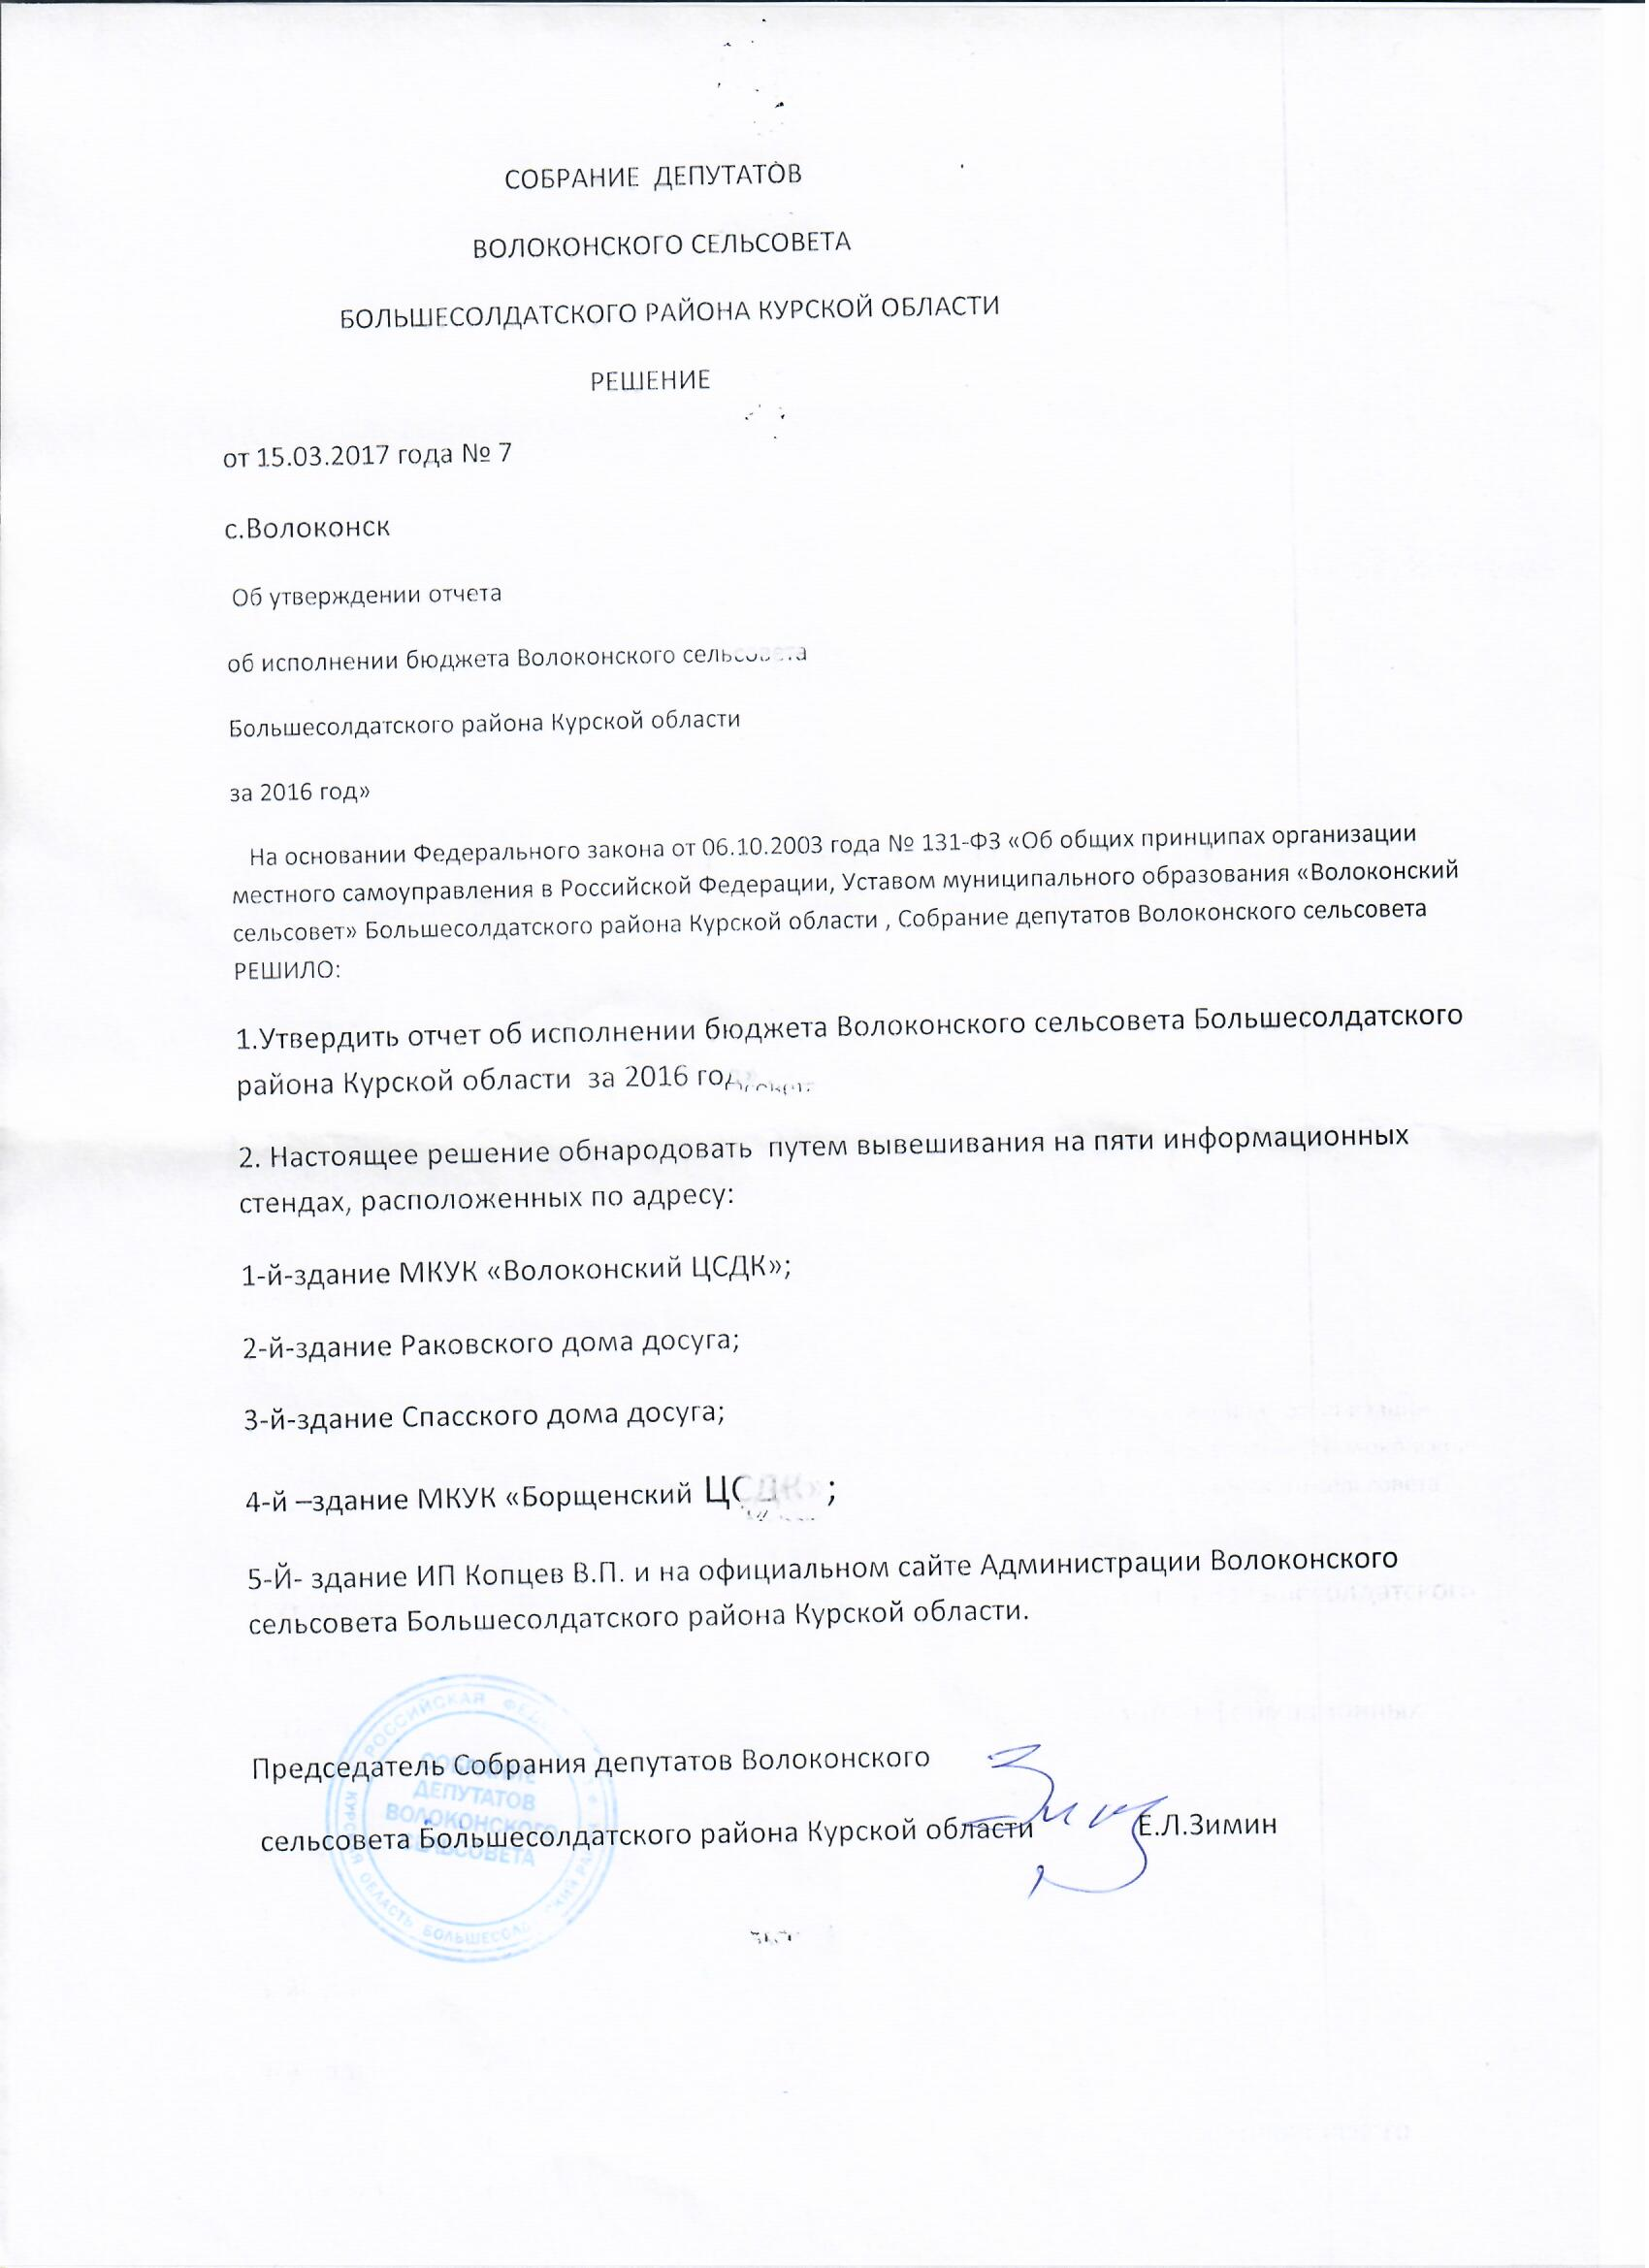 СОБРАНИЕ ДЕПУТАТОВ
ВОЛОКОНСКОГО СЕЛЬСОВЕТА
БОЛЬШЕСОЛДАТСКОГО РАЙОНА КУРСКОЙ ОБЛАСТИ
РЕШЕНИЕ
от 15.03.2017 года № 7
с.Волоконск
Об утверждении отчета
об исполнении бюджета Волоконского сельсовета
Большесолдатского района Курской области
за 2016 год»
На основании Федерального закона от 06.10.2003 года № 131-ФЗ «Об общих принципах организации
местного самоуправления в Российской Федерации, Уставом муниципального образования «Волоконский
сельсовет» Большесолдатского района Курской области , Собрание депутатов Волоконского сельсовета
РЕШИЛО:
1.Утвердить отчет об исполнении бюджета Волоконского сельсовета Большесолдатского
района Курской области за 2016 год
2. Настоящее решение обнародовать путем вывешивания на пяти информационных
стендах, расположенных по адресу:
1-й-здание МКУК «Волоконский ЦСДК»;
2-й-здание Раковского дома досуга;
3-й-здание Спасского дома досуга;
4-й –здание МКУК «Борщенский ЦСДК»;
5-Й- здание ИП Копцев В.П. и на официальном сайте Администрации Волоконского
сельсовета Большесолдатского района Курской области.
Председатель Собрания депутатов Волоконского
сельсовета Большесолдатского района Курской области Е.Л.Зимин
РОССИЙСКАЯ
КУРСКАЯ ОБЛАСТЬ
СОБРАНИЕ
ДЕПУТАТОВ
ВОЛОКОНСКОГО
СЕЛЬСОВЕТА